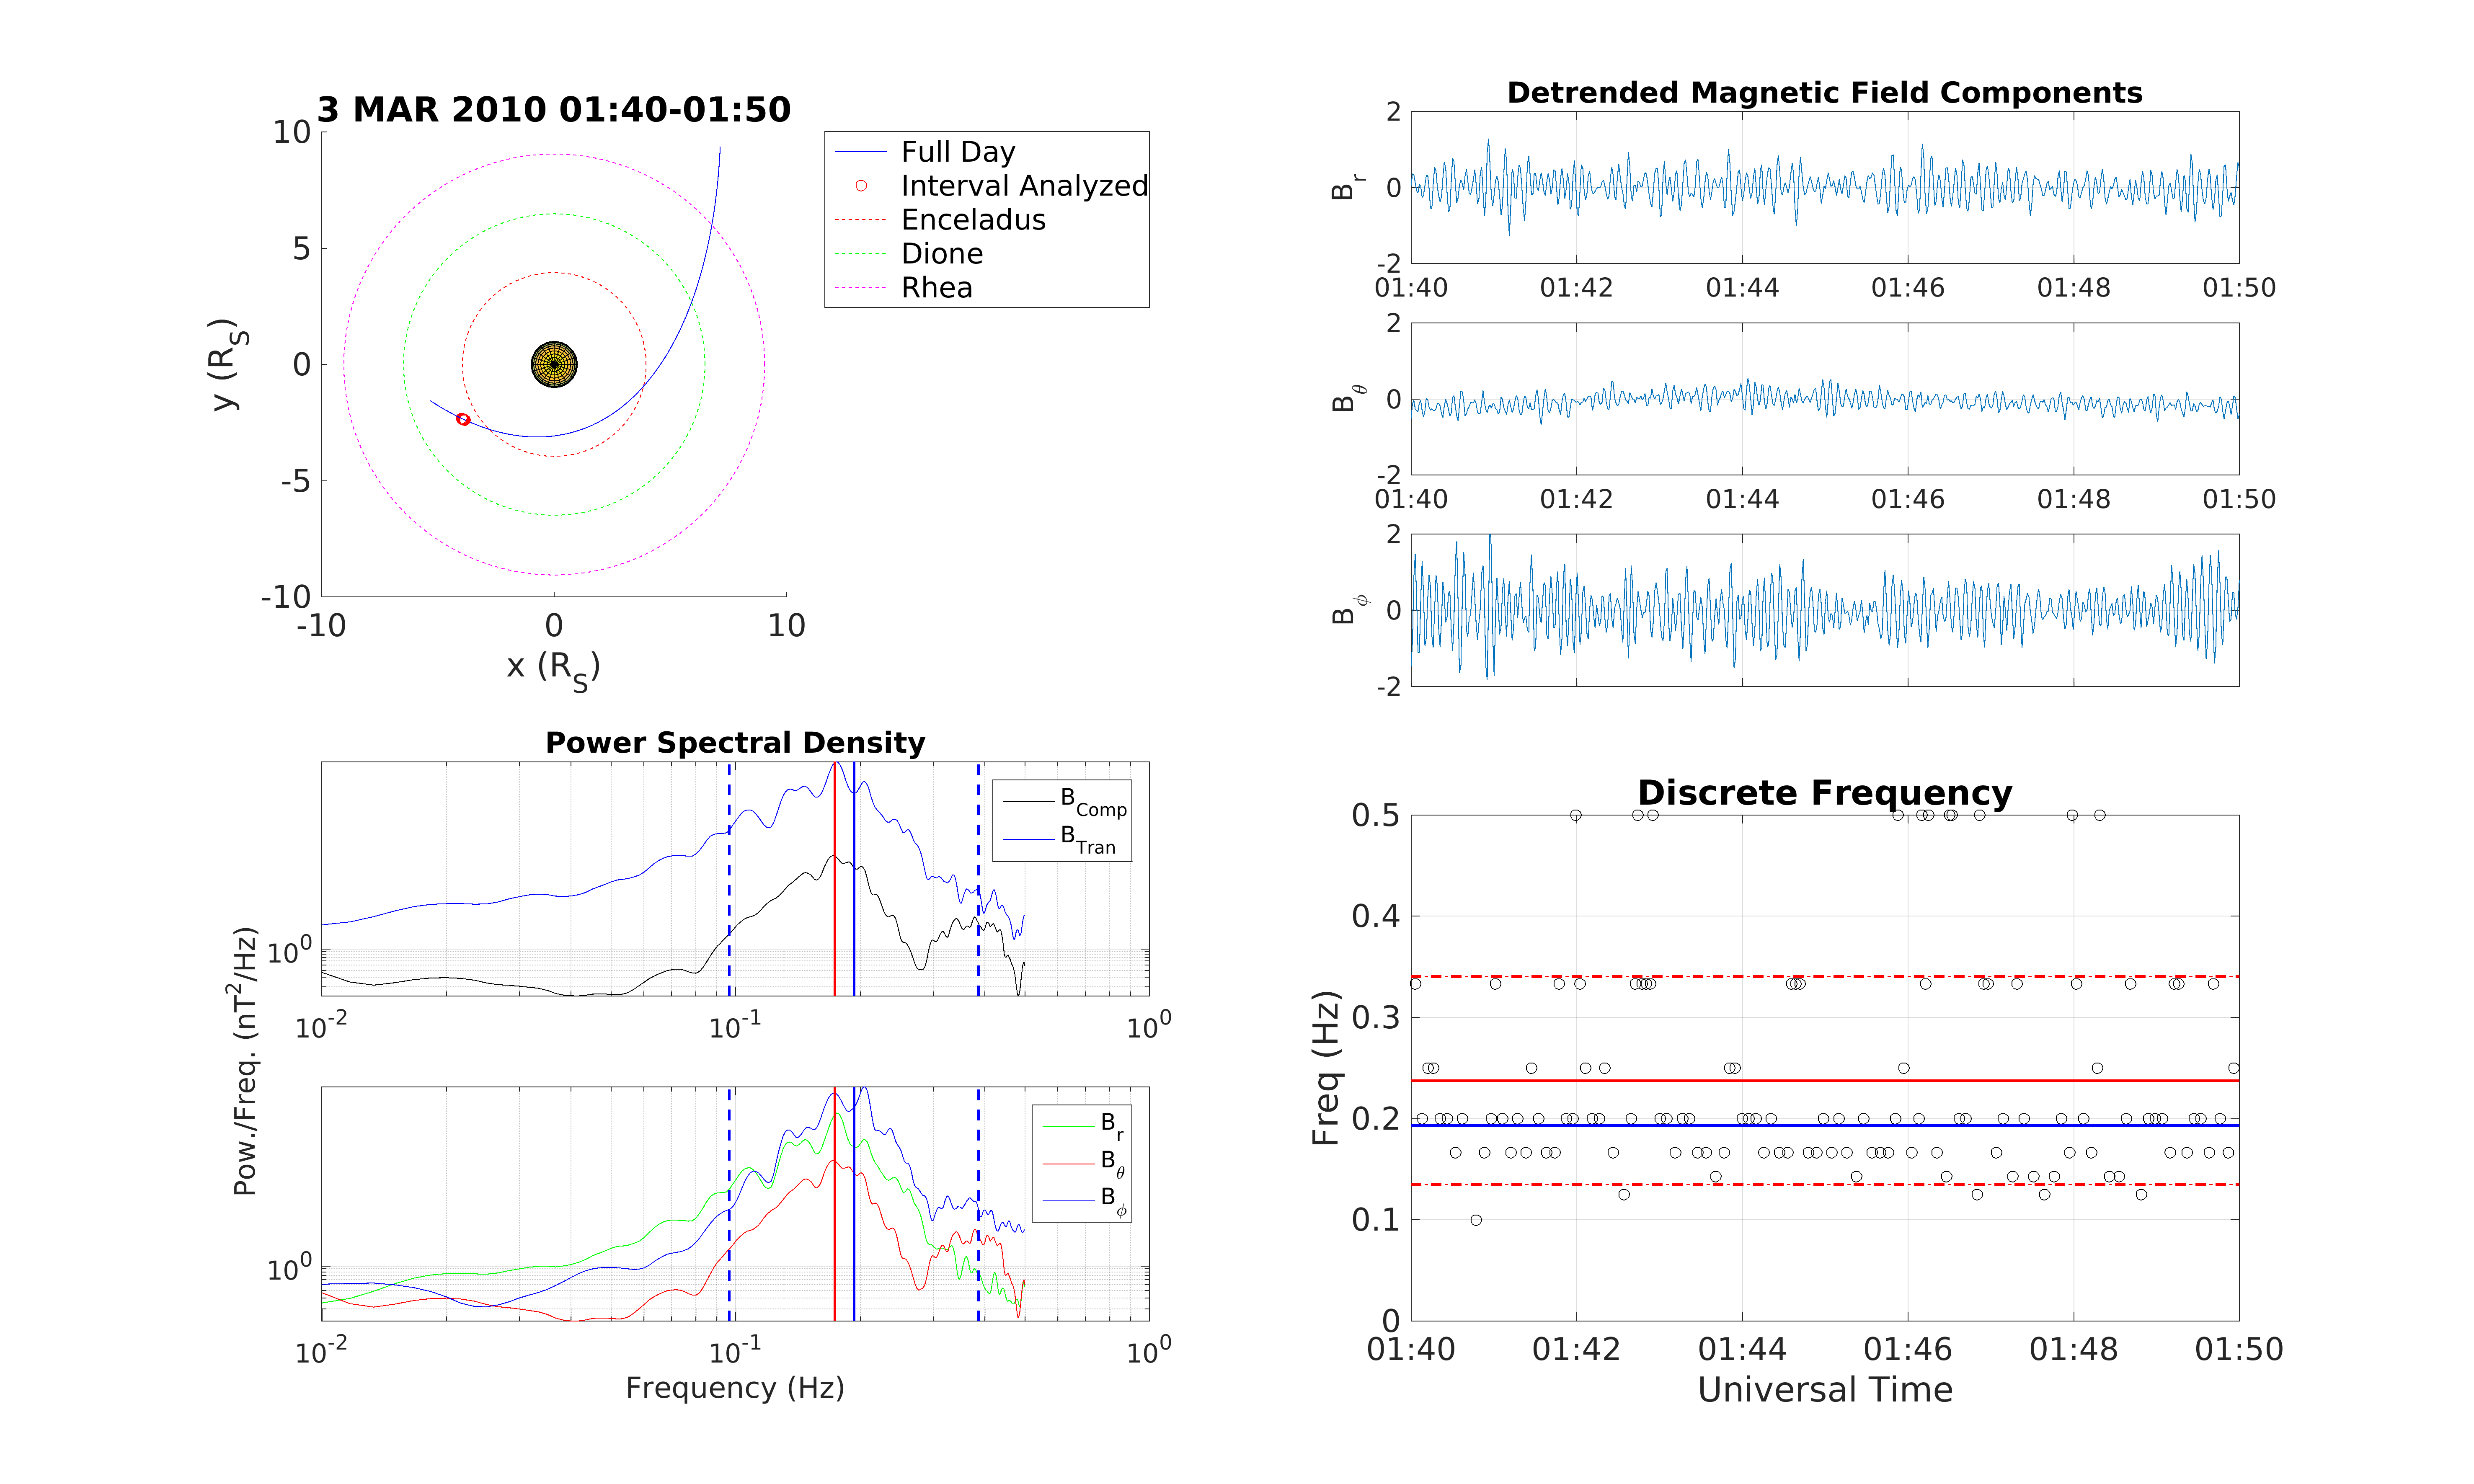 3 MAR 2010 01:40-01:50
10
5
0
-5
-10
-10
0
10
y (R_S)
x (R_S)
Full Day
Interval Analyzed
Enceladus
Dione
Rhea
Detrended Magnetic Field Components
B_r
2
0
-2
01:40
01:42
01:44
01:46
01:48
01:50
B_θ
2
0
-2
01:40
01:42
01:44
01:46
01:48
01:50
B_ϕ
2
0
-2
Power Spectral Density
10^0
10^-2
10^-1
10^0
B_Comp
B_Tran
Pow./Freq. (nT^2/Hz)
10^0
10^-2
10^-1
10^0
B_r
B_θ
B_ϕ
Frequency (Hz)
Discrete Frequency
Freq (Hz)
0.5
0.4
0.3
0.2
0.1
0
01:40
01:42
01:44
01:46
01:48
01:50
Universal Time